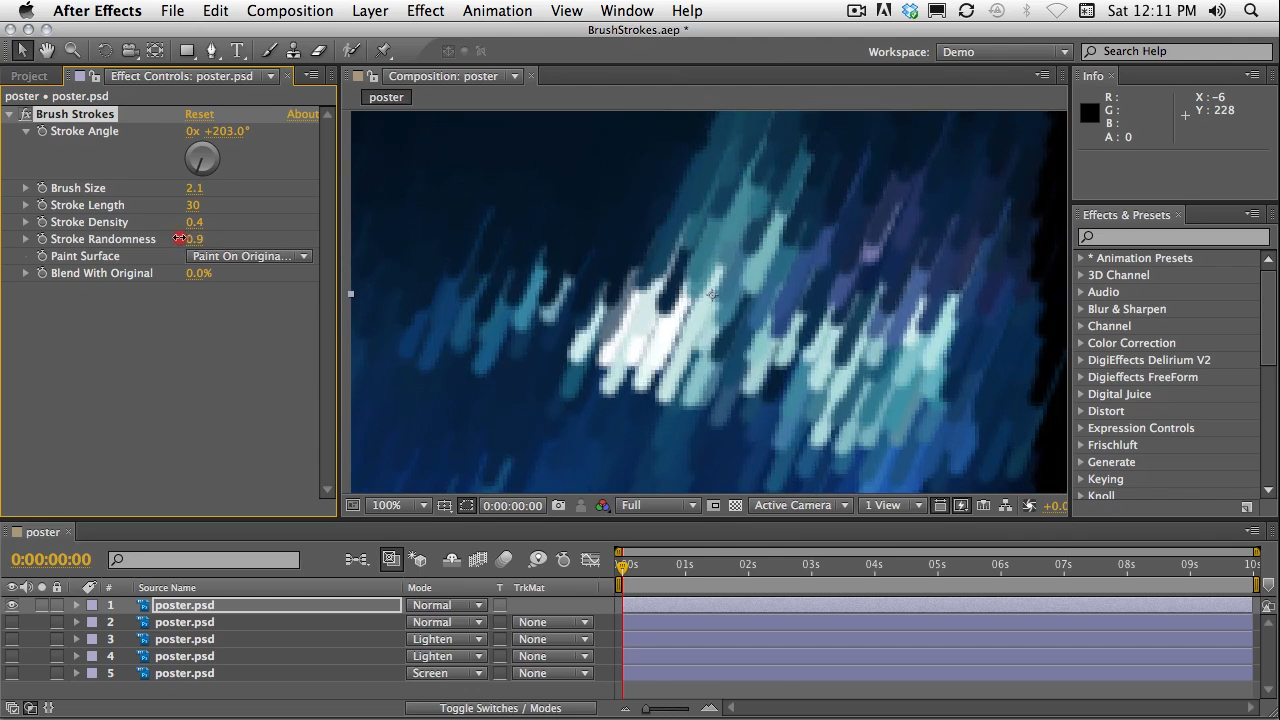 After Effects File Edit Composition Layer Effect Animation View Window Help Sat 12:11 PM
BrushStrokes.aep *
Workspace: Demo Search Help
Project Effect Controls: poster.psd Composition: poster Info
poster • poster.psd poster R: X: -6
G: Y: 228
B:
A: 0
fx Brush Strokes Reset About
Stroke Angle 0x +203.0°
Brush Size 2.1
Stroke Length 30
Stroke Density 0.4
Stroke Randomness 0.9
Paint Surface Paint On Origina...
Blend With Original 0.0%
Effects & Presets
* Animation Presets
3D Channel
Audio
Blur & Sharpen
Channel
Color Correction
DigiEffects Delirium V2
Digieffects FreeForm
Digital Juice
Distort
Expression Controls
Frischluft
Generate
Keying
Knoll
100% 0:00:00:00 Full Active Camera 1 View +0.0
poster
0:00:00:00 00s 01s 02s 03s 04s 05s 06s 07s 08s 09s 10s
# Source Name Mode T TrkMat
1 poster.psd Normal
2 poster.psd Normal None
3 poster.psd Lighten None
4 poster.psd Lighten None
5 poster.psd Screen None
Toggle Switches / Modes